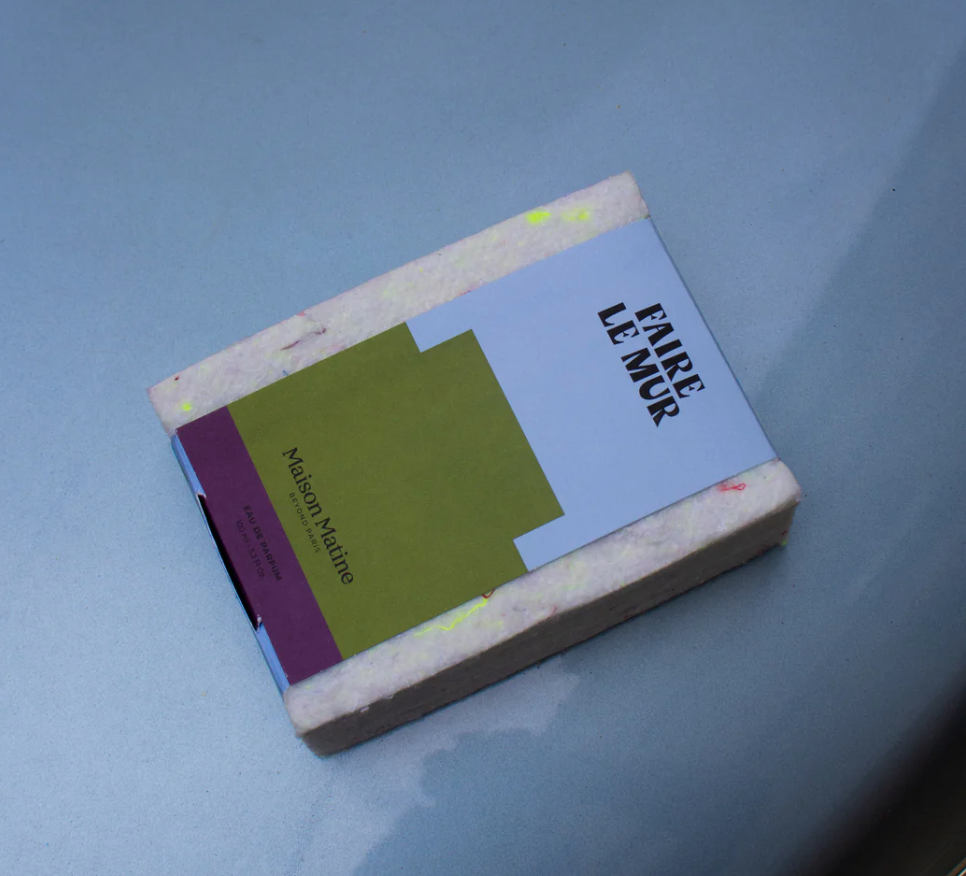 FAIRE
LE MUR
Maison Matine
BEYOND PARIS
EAU DE PARFUM